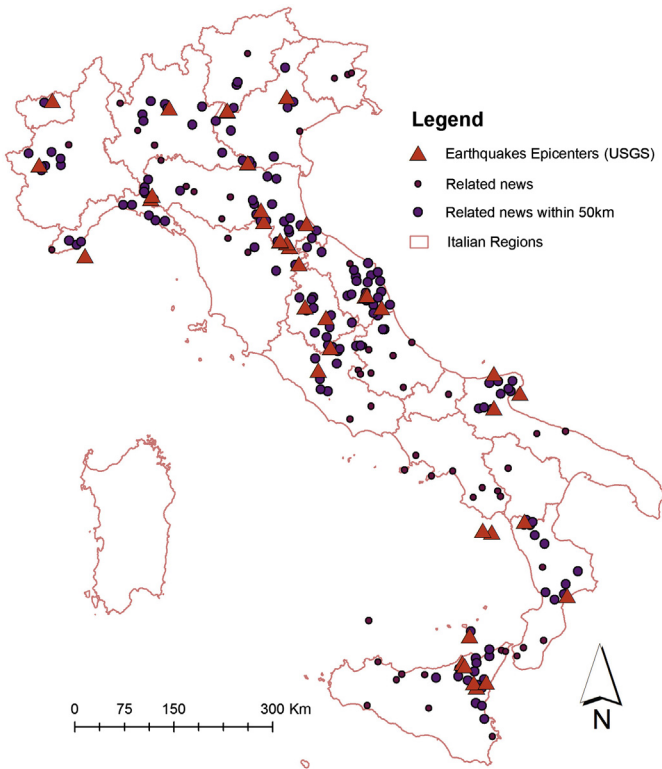 Legend
Earthquakes Epicenters (USGS)
Related news
Related news within 50km
Italian Regions
0 75 150 300 Km
N